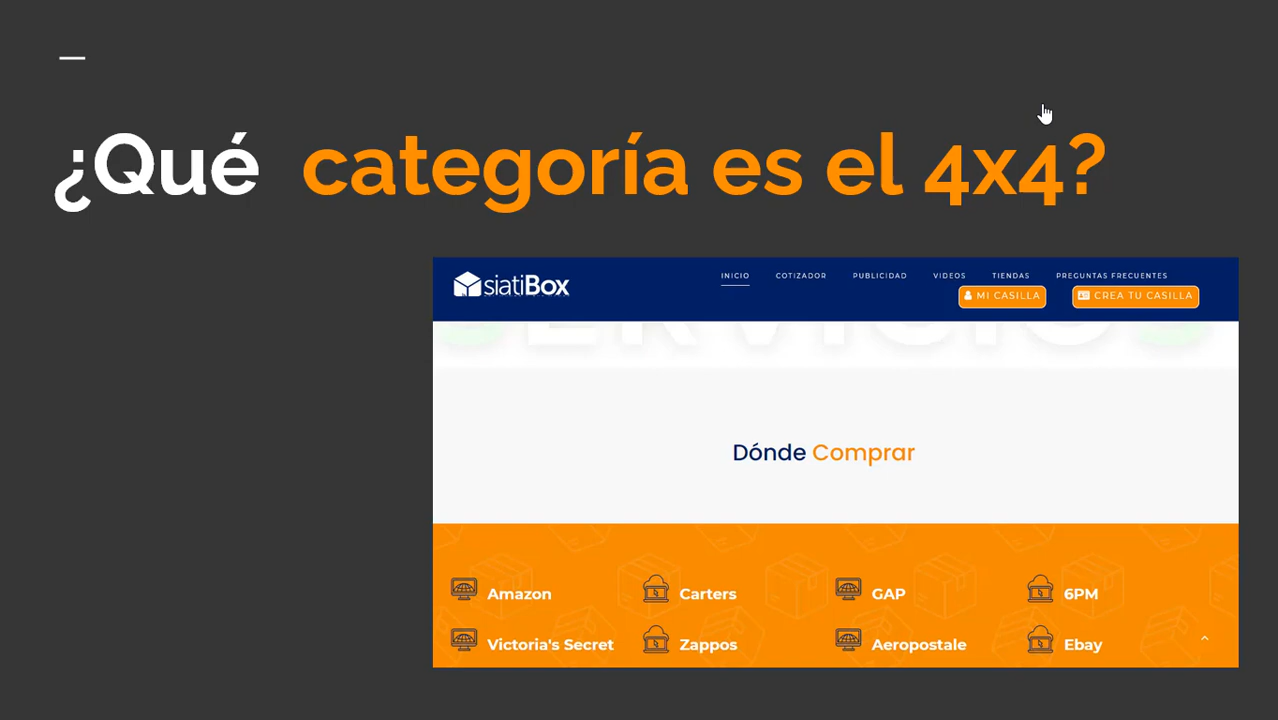 ¿Qué categoría es el 4x4?
siatiBox
INICIO COTIZADOR PUBLICIDAD VIDEOS TIENDAS PREGUNTAS FRECUENTES
MI CASILLA CREA TU CASILLA
SERVICIOS
Dónde Comprar
Amazon Carters GAP 6PM
Victoria's Secret Zappos Aeropostale Ebay